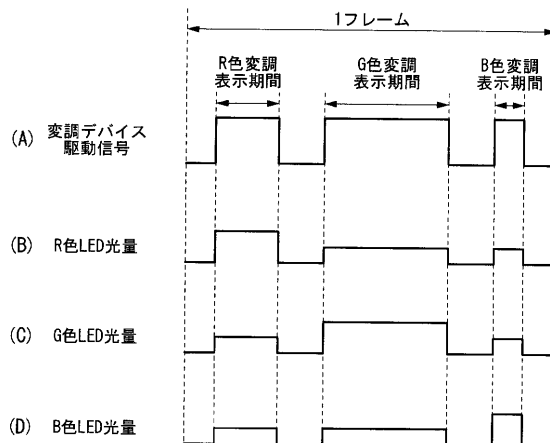 1フレーム
R色変調
表示期間
G色変調
表示期間
B色変調
表示期間
(A) 変調デバイス
駆動信号
(B) R色LED光量
(C) G色LED光量
(D) B色LED光量